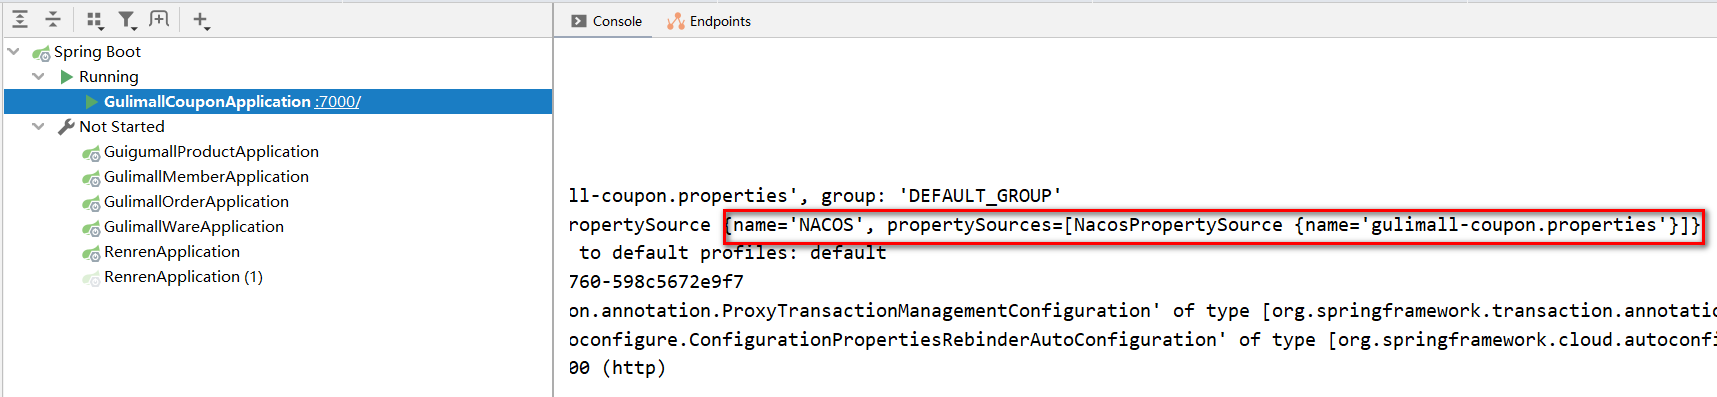 Console
Endpoints
Spring Boot
Running
GulimallCouponApplication :7000/
Not Started
GuigumallProductApplication
GulimallMemberApplication
GulimallOrderApplication
GulimallWareApplication
RenrenApplication
RenrenApplication (1)
ll-coupon.properties', group: 'DEFAULT_GROUP'
ropertySource {name='NACOS', propertySources=[NacosPropertySource {name='gulimall-coupon.properties'}]}
to default profiles: default
760-598c5672e9f7
on.annotation.ProxyTransactionManagementConfiguration' of type [org.springframework.transaction.annotatio
oconfigure.ConfigurationPropertiesRebinderAutoConfiguration' of type [org.springframework.cloud.autoconfi
00 (http)